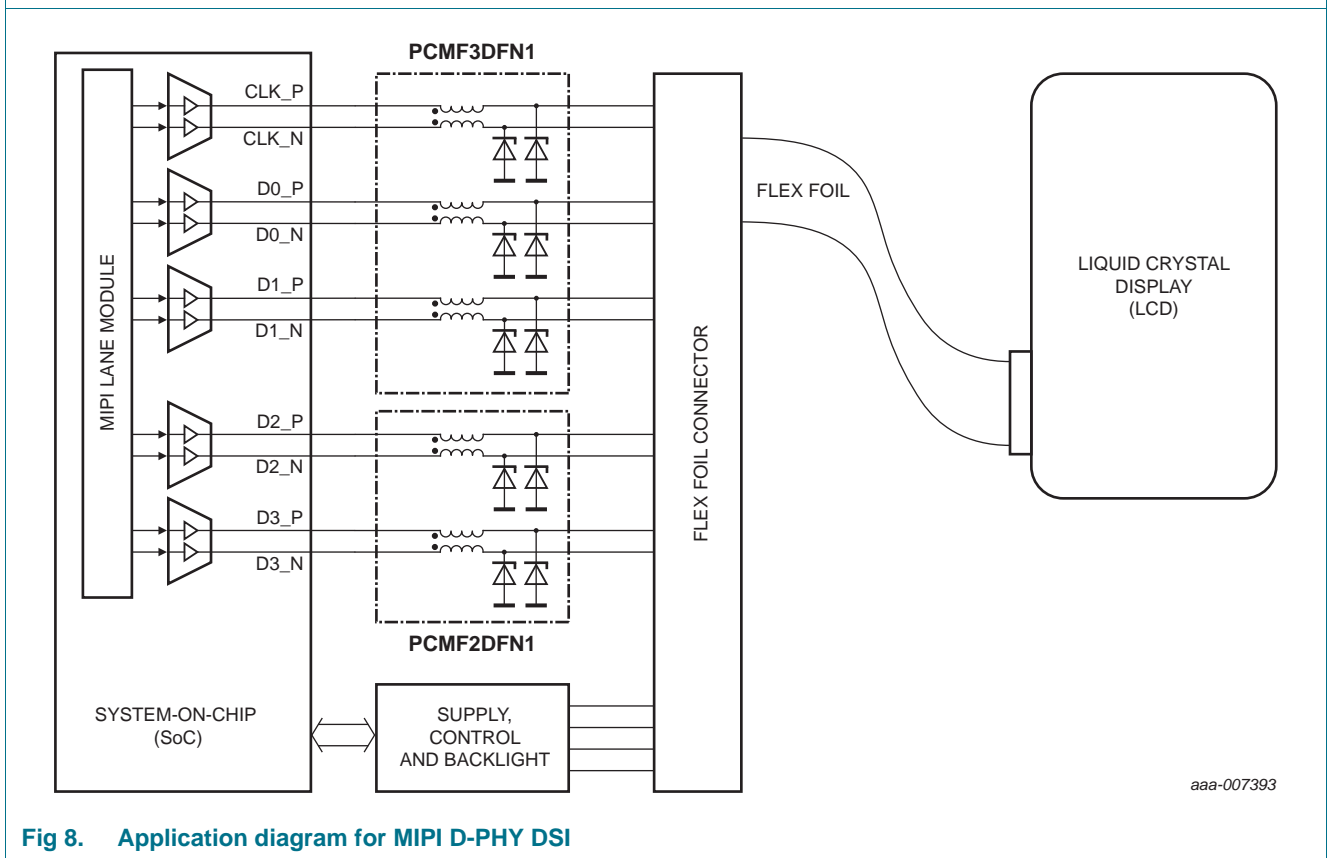 PCMF3DFN1
CLK_P
CLK_N
D0_P
D0_N
D1_P
D1_N
D2_P
D2_N
D3_P
D3_N
MIPI LANE MODULE
SYSTEM-ON-CHIP
(SoC)
PCMF2DFN1
SUPPLY,
CONTROL
AND BACKLIGHT
FLEX FOIL CONNECTOR
FLEX FOIL
LIQUID CRYSTAL
DISPLAY
(LCD)
aaa-007393
Fig 8. Application diagram for MIPI D-PHY DSI